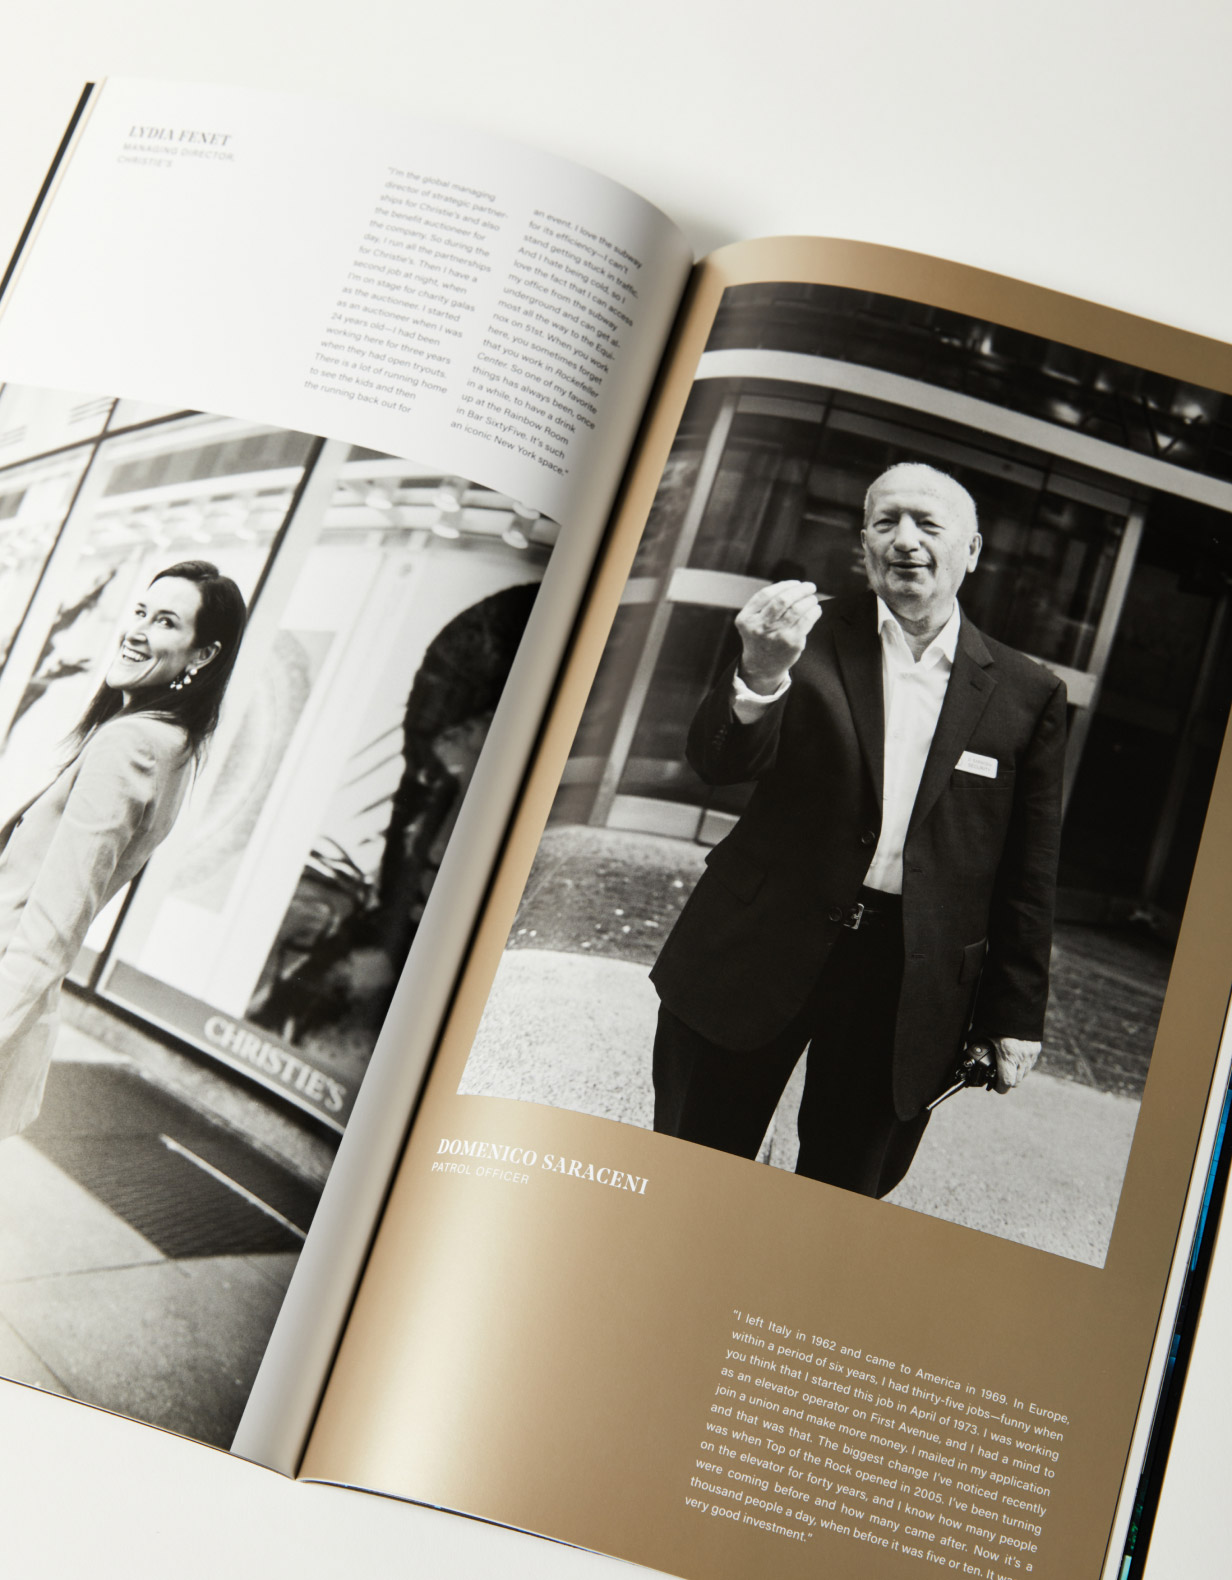 LYDIA FENET
MANAGING DIRECTOR,
CHRISTIE'S
"I'm the global managing
director of strategic partner-
ships for Christie's and also
the benefit auctioneer for
the company. So during the
day, I run all the partnerships
for Christie's. Then I have a
second job at night, when
I'm on stage for charity galas
as the auctioneer. I started
as an auctioneer when I was
24 years old—I had been
working here for three years
when they had open tryouts.
There is a lot of running home
to see the kids and then
the running back out for
an event. I love the subway
for its efficiency—I can't
stand getting stuck in traffic.
And I hate being cold, so I
love the fact that I can access
my office from the subway
underground and can get al-
most all the way to the Equi-
nox on 51st. When you work
here, you sometimes forget
that you work in Rockefeller
Center. So one of my favorite
things has always been, once
in a while, to have a drink
up at the Rainbow Room
in Bar SixtyFive. It's such
an iconic New York space."
CHRISTIE'S
DOMENICO SARACENI
PATROL OFFICER
"I left Italy in 1962 and came to America in 1969. In Europe,
within a period of six years, I had thirty-five jobs—funny when
you think that I started this job in April of 1973. I was working
as an elevator operator on First Avenue, and I had a mind to
join a union and make more money. I mailed in my application
and that was that. The biggest change I've noticed recently
was when Top of the Rock opened in 2005. I've been turning
on the elevator for forty years, and I know how many people
were coming before and how many came after. Now it's a
thousand people a day, when before it was five or ten. It
very good investment."